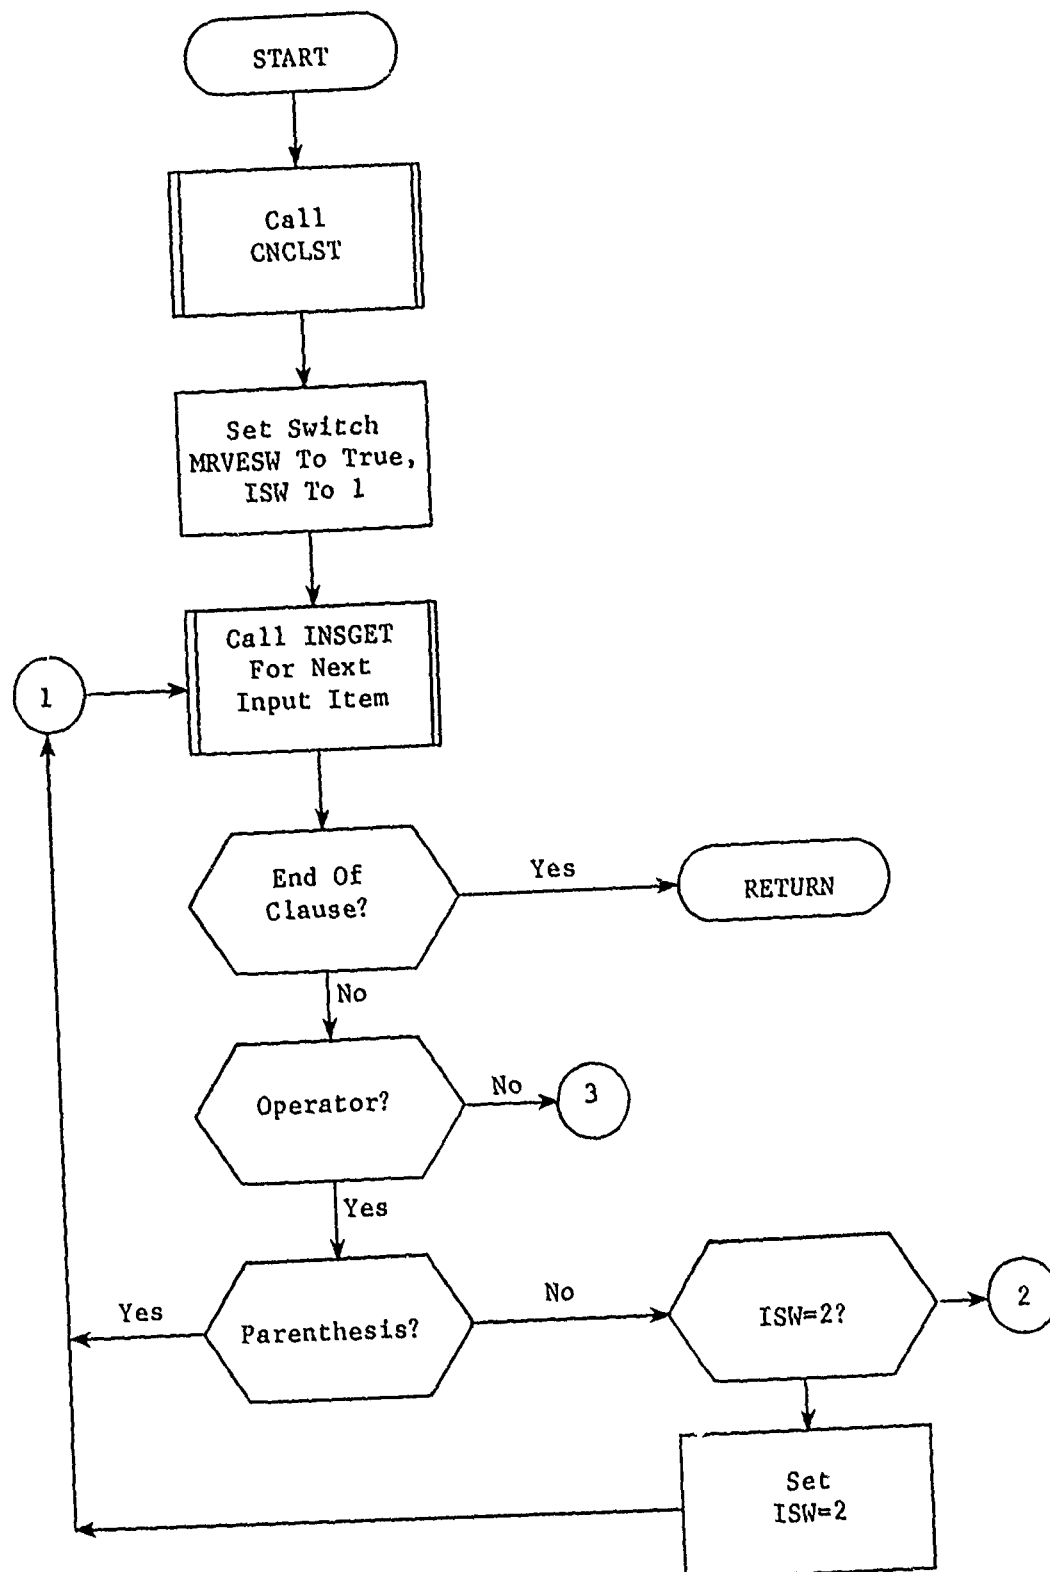 START
Call
CNCLST
Set Switch
MRVESW To True,
ISW To 1
Call INSGET
For Next
Input Item
1
End Of
Clause?
Yes
RETURN
No
Operator?
No
3
Yes
Parenthesis?
Yes
No
ISW=2?
2
Set
ISW=2